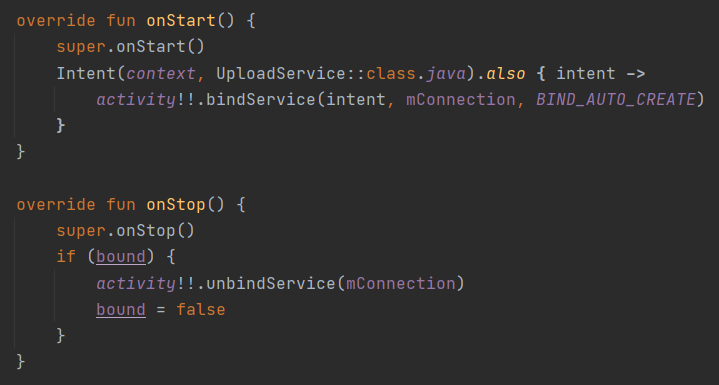 override fun onStart() {
    super.onStart()
    Intent(context, UploadService::class.java).also { intent ->
        activity!!.bindService(intent, mConnection, BIND_AUTO_CREATE)
    }
}

override fun onStop() {
    super.onStop()
    if (bound) {
        activity!!.unbindService(mConnection)
        bound = false
    }
}